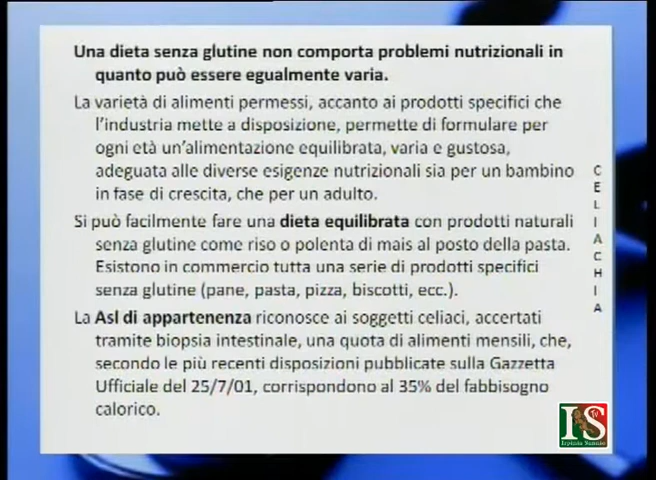 Una dieta senza glutine non comporta problemi nutrizionali in
quanto può essere egualmente varia.
La varietà di alimenti permessi, accanto ai prodotti specifici che
l'industria mette a disposizione, permette di formulare per
ogni età un'alimentazione equilibrata, varia e gustosa,
adeguata alle diverse esigenze nutrizionali sia per un bambino
in fase di crescita, che per un adulto.
Si può facilmente fare una dieta equilibrata con prodotti naturali
senza glutine come riso o polenta di mais al posto della pasta.
Esistono in commercio tutta una serie di prodotti specifici
senza glutine (pane, pasta, pizza, biscotti, ecc.).
La Asl di appartenenza riconosce ai soggetti celiaci, accertati
tramite biopsia intestinale, una quota di alimenti mensili, che,
secondo le più recenti disposizioni pubblicate sulla Gazzetta
Ufficiale del 25/7/01, corrispondono al 35% del fabbisogno
calorico.
CELIACHIA
IS TV
Irpinia Sannio